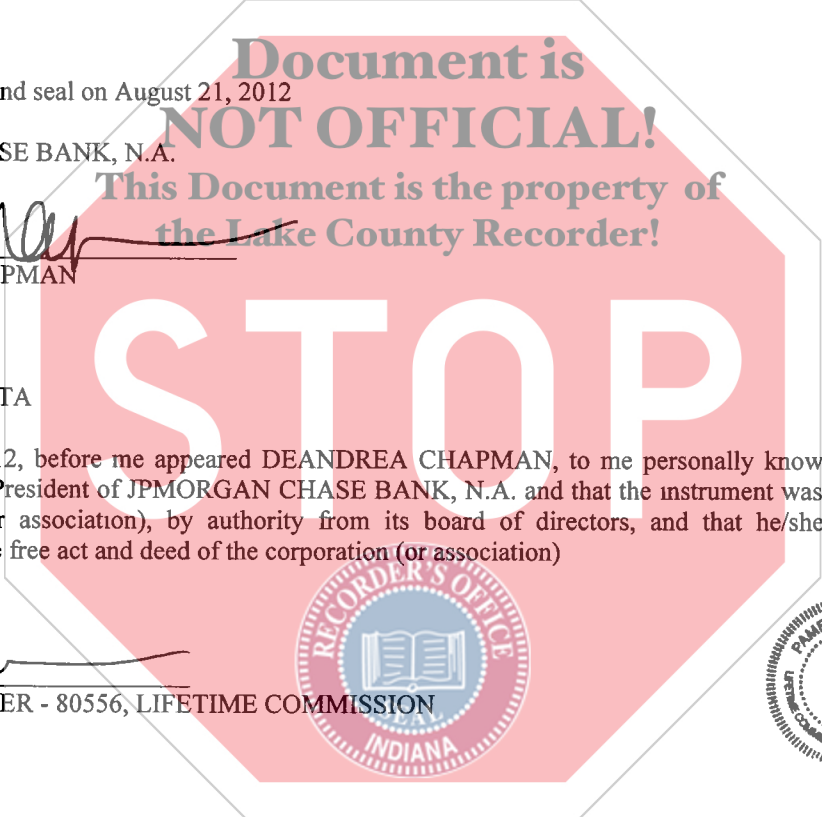 Document is
nd seal on August 21, 2012
NOT OFFICIAL!
SE BANK, N.A.
This Document is the property of
the Lake County Recorder!
PMAN
STOP
TA
2, before me appeared DEANDREA CHAPMAN, to me personally know
President of JPMORGAN CHASE BANK, N.A. and that the instrument was
r association), by authority from its board of directors, and that he/she
free act and deed of the corporation (or association)
RECORDER'S OFFICE
SEAL
INDIANA
ER - 80556, LIFETIME COMMISSION
LIFETIME